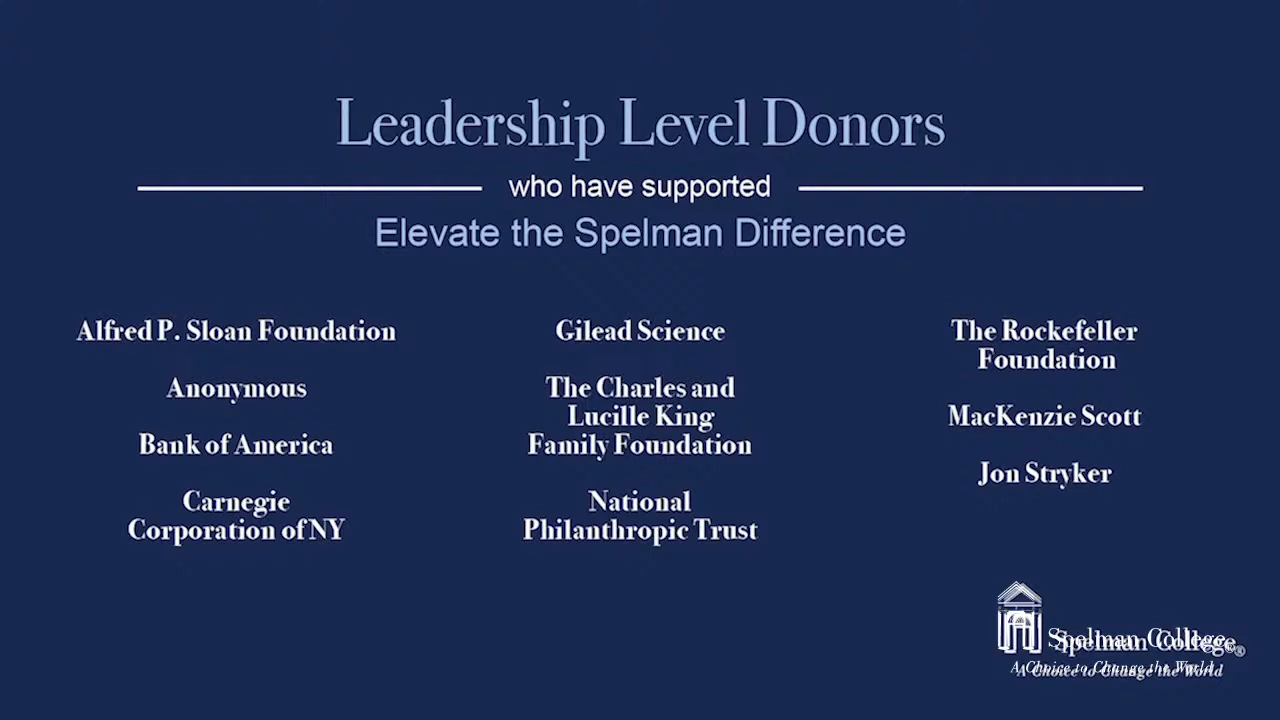 Leadership Level Donors
who have supported
Elevate the Spelman Difference
Alfred P. Sloan Foundation
Anonymous
Bank of America
Carnegie
Corporation of NY
Gilead Science
The Charles and
Lucille King
Family Foundation
National
Philanthropic Trust
The Rockefeller
Foundation
MacKenzie Scott
Jon Stryker
Spelman College®
A Choice to Change the World